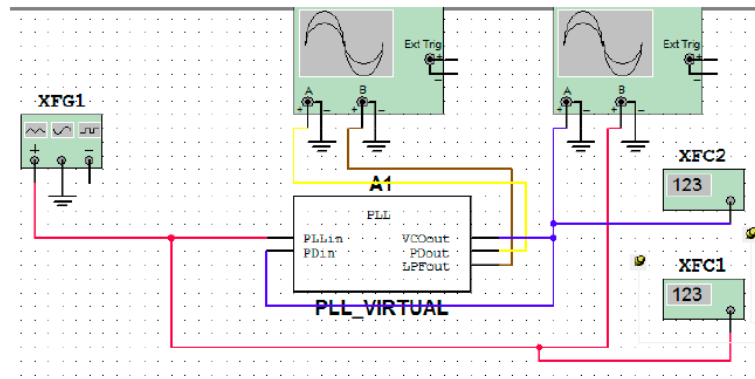 Ext Trig
+
-
A
B
+ - + -
Ext Trig
+
-
A
B
+ - + -
XFG1
+ -
XFC2
123
A1
PLL
PLLin VCOout
PDin PDout
LPFout
XFC1
123
PLL_VIRTUAL